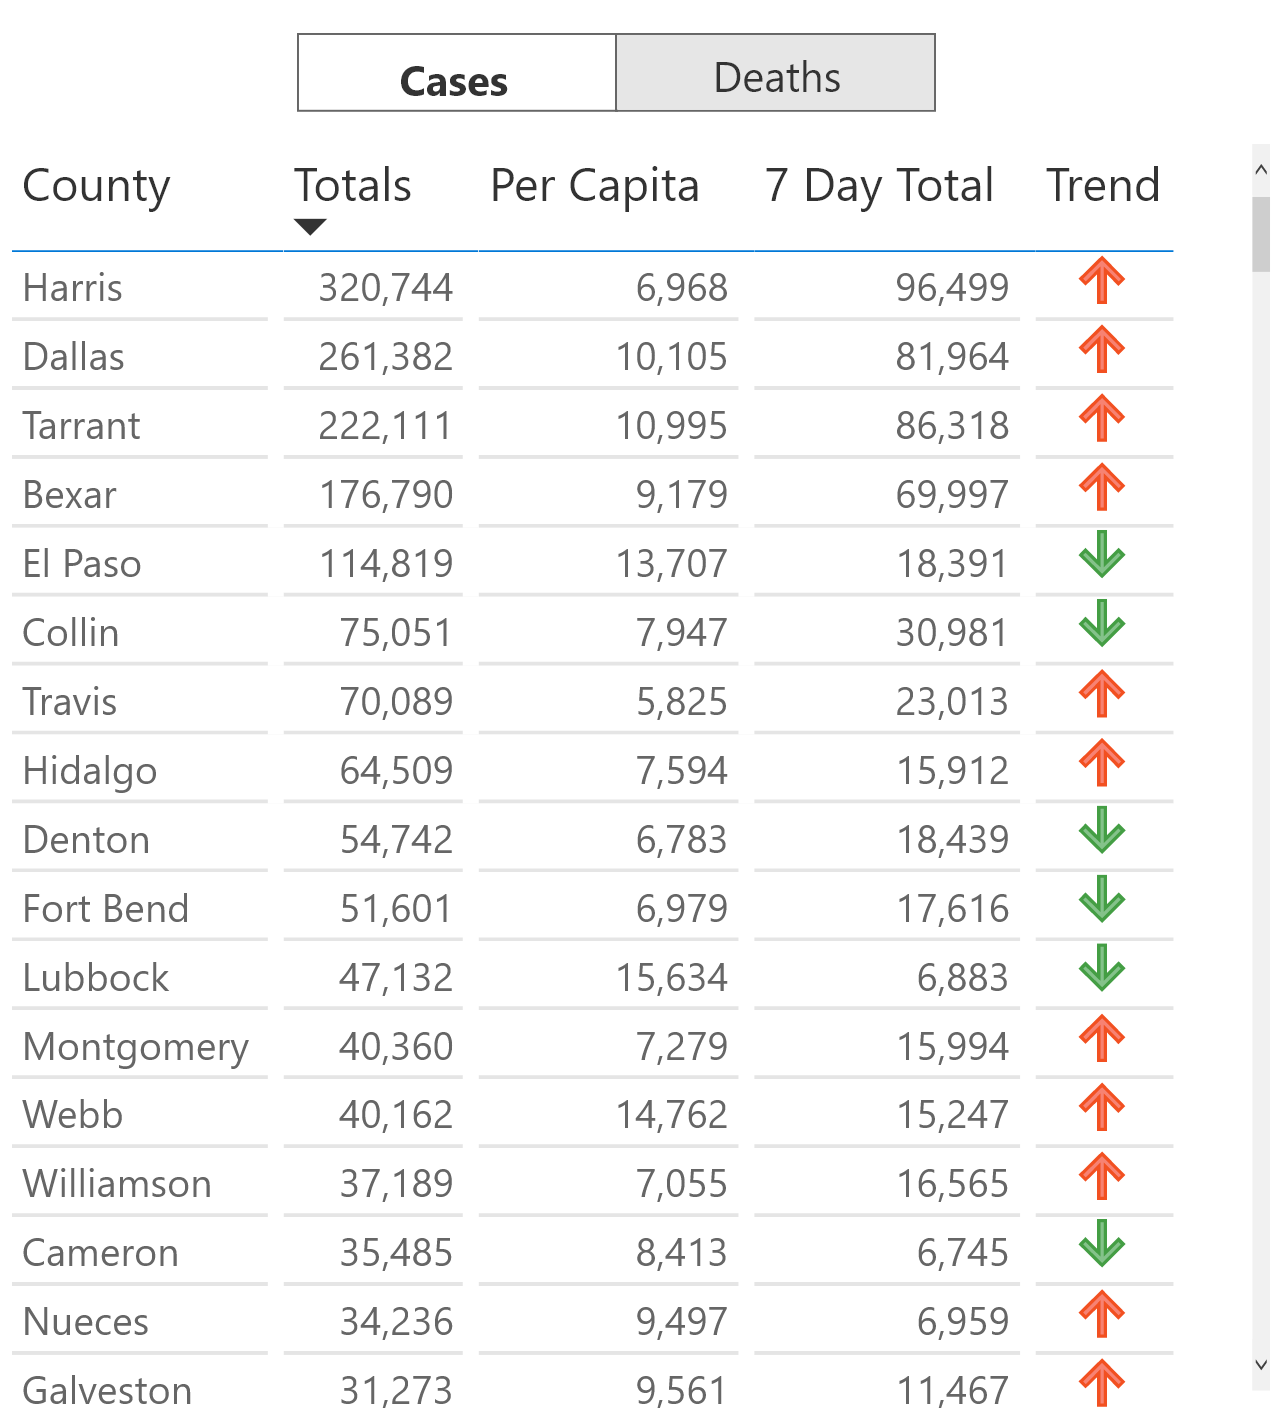 Cases Deaths
County Totals Per Capita 7 Day Total Trend
Harris 320,744 6,968 96,499
Dallas 261,382 10,105 81,964
Tarrant 222,111 10,995 86,318
Bexar 176,790 9,179 69,997
El Paso 114,819 13,707 18,391
Collin 75,051 7,947 30,981
Travis 70,089 5,825 23,013
Hidalgo 64,509 7,594 15,912
Denton 54,742 6,783 18,439
Fort Bend 51,601 6,979 17,616
Lubbock 47,132 15,634 6,883
Montgomery 40,360 7,279 15,994
Webb 40,162 14,762 15,247
Williamson 37,189 7,055 16,565
Cameron 35,485 8,413 6,745
Nueces 34,236 9,497 6,959
Galveston 31,273 9,561 11,467